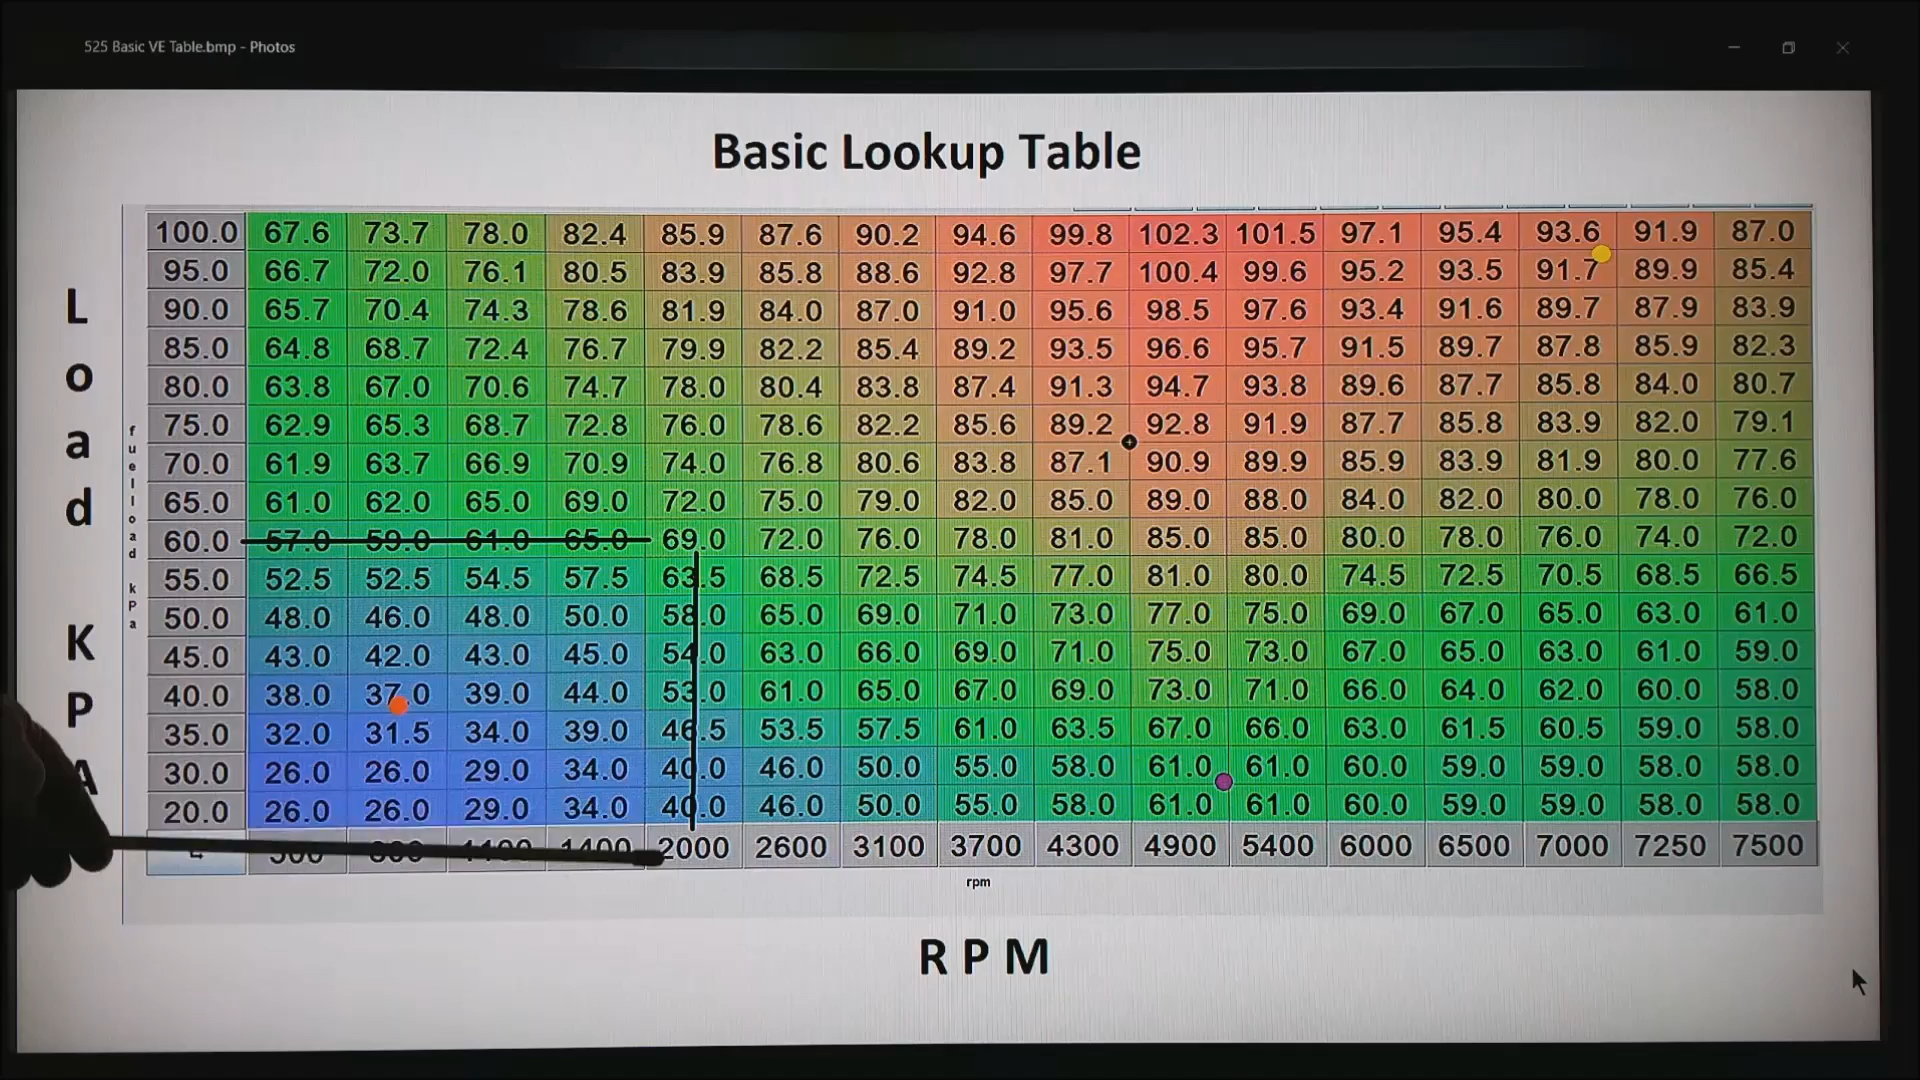 525 Basic VE Table.bmp - Photos
Basic Lookup Table
Load KPA
fuelload kPa
100.0 67.6 73.7 78.0 82.4 85.9 87.6 90.2 94.6 99.8 102.3 101.5 97.1 95.4 93.6 91.9 87.0
95.0 66.7 72.0 76.1 80.5 83.9 85.8 88.6 92.8 97.7 100.4 99.6 95.2 93.5 91.7 89.9 85.4
90.0 65.7 70.4 74.3 78.6 81.9 84.0 87.0 91.0 95.6 98.5 97.6 93.4 91.6 89.7 87.9 83.9
85.0 64.8 68.7 72.4 76.7 79.9 82.2 85.4 89.2 93.5 96.6 95.7 91.5 89.7 87.8 85.9 82.3
80.0 63.8 67.0 70.6 74.7 78.0 80.4 83.8 87.4 91.3 94.7 93.8 89.6 87.7 85.8 84.0 80.7
75.0 62.9 65.3 68.7 72.8 76.0 78.6 82.2 85.6 89.2 92.8 91.9 87.7 85.8 83.9 82.0 79.1
70.0 61.9 63.7 66.9 70.9 74.0 76.8 80.6 83.8 87.1 90.9 89.9 85.9 83.9 81.9 80.0 77.6
65.0 61.0 62.0 65.0 69.0 72.0 75.0 79.0 82.0 85.0 89.0 88.0 84.0 82.0 80.0 78.0 76.0
60.0 57.0 59.0 61.0 65.0 69.0 72.0 76.0 78.0 81.0 85.0 85.0 80.0 78.0 76.0 74.0 72.0
55.0 52.5 52.5 54.5 57.5 63.5 68.5 72.5 74.5 77.0 81.0 80.0 74.5 72.5 70.5 68.5 66.5
50.0 48.0 46.0 48.0 50.0 58.0 65.0 69.0 71.0 73.0 77.0 75.0 69.0 67.0 65.0 63.0 61.0
45.0 43.0 42.0 43.0 45.0 54.0 63.0 66.0 69.0 71.0 75.0 73.0 67.0 65.0 63.0 61.0 59.0
40.0 38.0 37.0 39.0 44.0 53.0 61.0 65.0 67.0 69.0 73.0 71.0 66.0 64.0 62.0 60.0 58.0
35.0 32.0 31.5 34.0 39.0 46.5 53.5 57.5 61.0 63.5 67.0 66.0 63.0 61.5 60.5 59.0 58.0
30.0 26.0 26.0 29.0 34.0 40.0 46.0 50.0 55.0 58.0 61.0 61.0 60.0 59.0 59.0 58.0 58.0
20.0 26.0 26.0 29.0 34.0 40.0 46.0 50.0 55.0 58.0 61.0 61.0 60.0 59.0 59.0 58.0 58.0
1100 1400 2000 2600 3100 3700 4300 4900 5400 6000 6500 7000 7250 7500
rpm
RPM